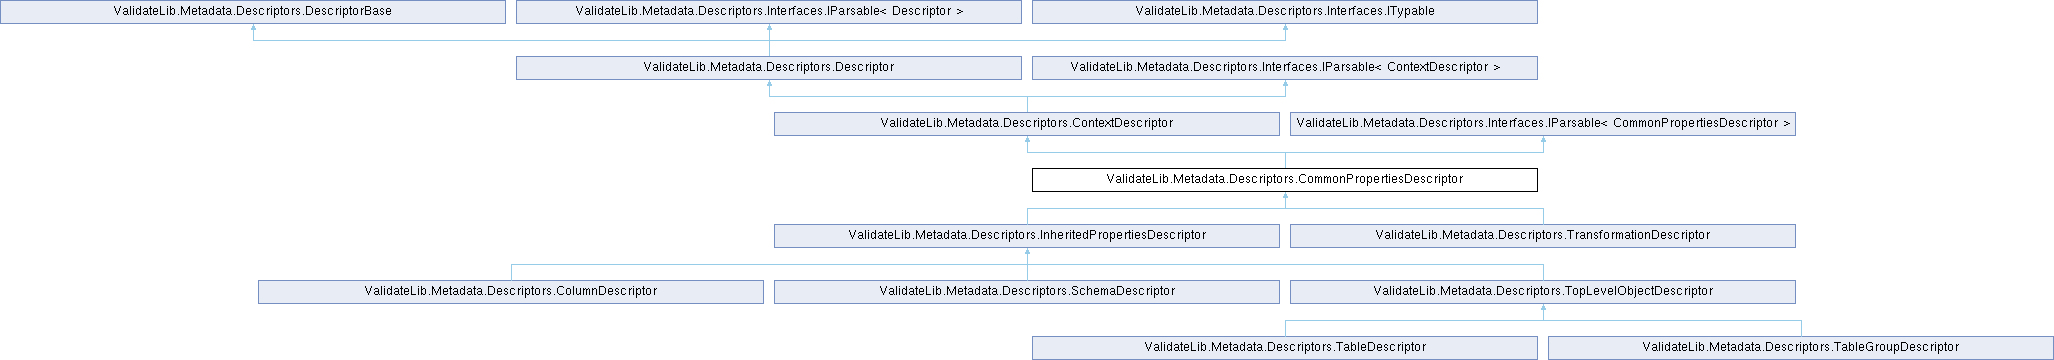 ValidateLib.Metadata.Descriptors.DescriptorBase
ValidateLib.Metadata.Descriptors.Interfaces.IParsable< Descriptor >
ValidateLib.Metadata.Descriptors.Interfaces.ITypable
ValidateLib.Metadata.Descriptors.Descriptor
ValidateLib.Metadata.Descriptors.Interfaces.IParsable< ContextDescriptor >
ValidateLib.Metadata.Descriptors.ContextDescriptor
ValidateLib.Metadata.Descriptors.Interfaces.IParsable< CommonPropertiesDescriptor >
ValidateLib.Metadata.Descriptors.CommonPropertiesDescriptor
ValidateLib.Metadata.Descriptors.InheritedPropertiesDescriptor
ValidateLib.Metadata.Descriptors.TransformationDescriptor
ValidateLib.Metadata.Descriptors.ColumnDescriptor
ValidateLib.Metadata.Descriptors.SchemaDescriptor
ValidateLib.Metadata.Descriptors.TopLevelObjectDescriptor
ValidateLib.Metadata.Descriptors.TableDescriptor
ValidateLib.Metadata.Descriptors.TableGroupDescriptor